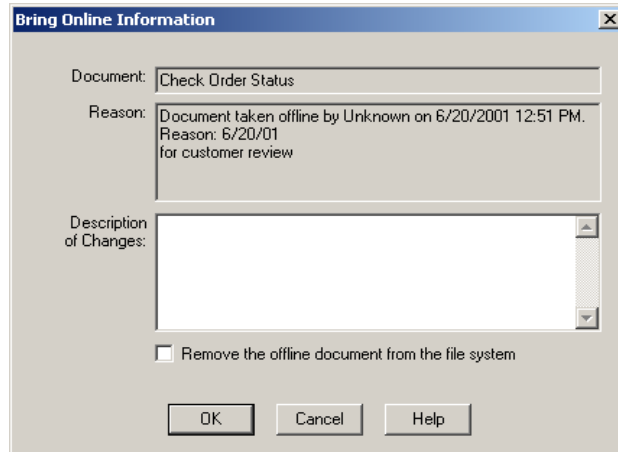 Bring Online Information
Document: Check Order Status
Reason: Document taken offline by Unknown on 6/20/2001 12:51 PM.
Reason: 6/20/01
for customer review
Description
of Changes:
Remove the offline document from the file system
OK Cancel Help